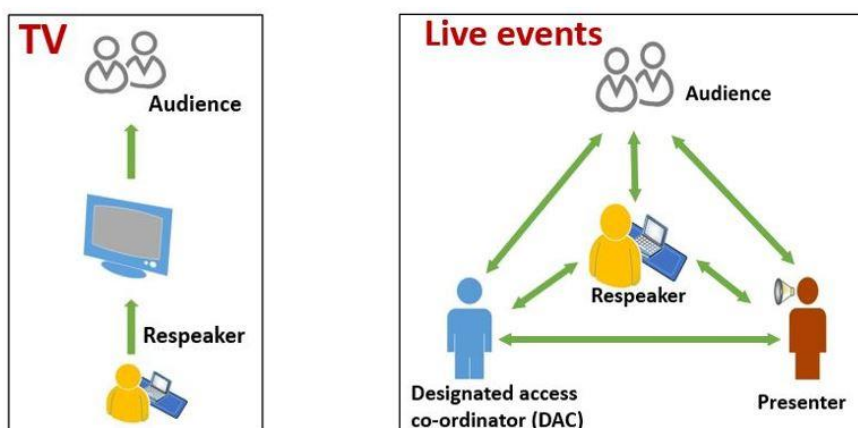 TV
Audience
Respeaker
Live events
Audience
Respeaker
Designated access
co-ordinator (DAC)
Presenter